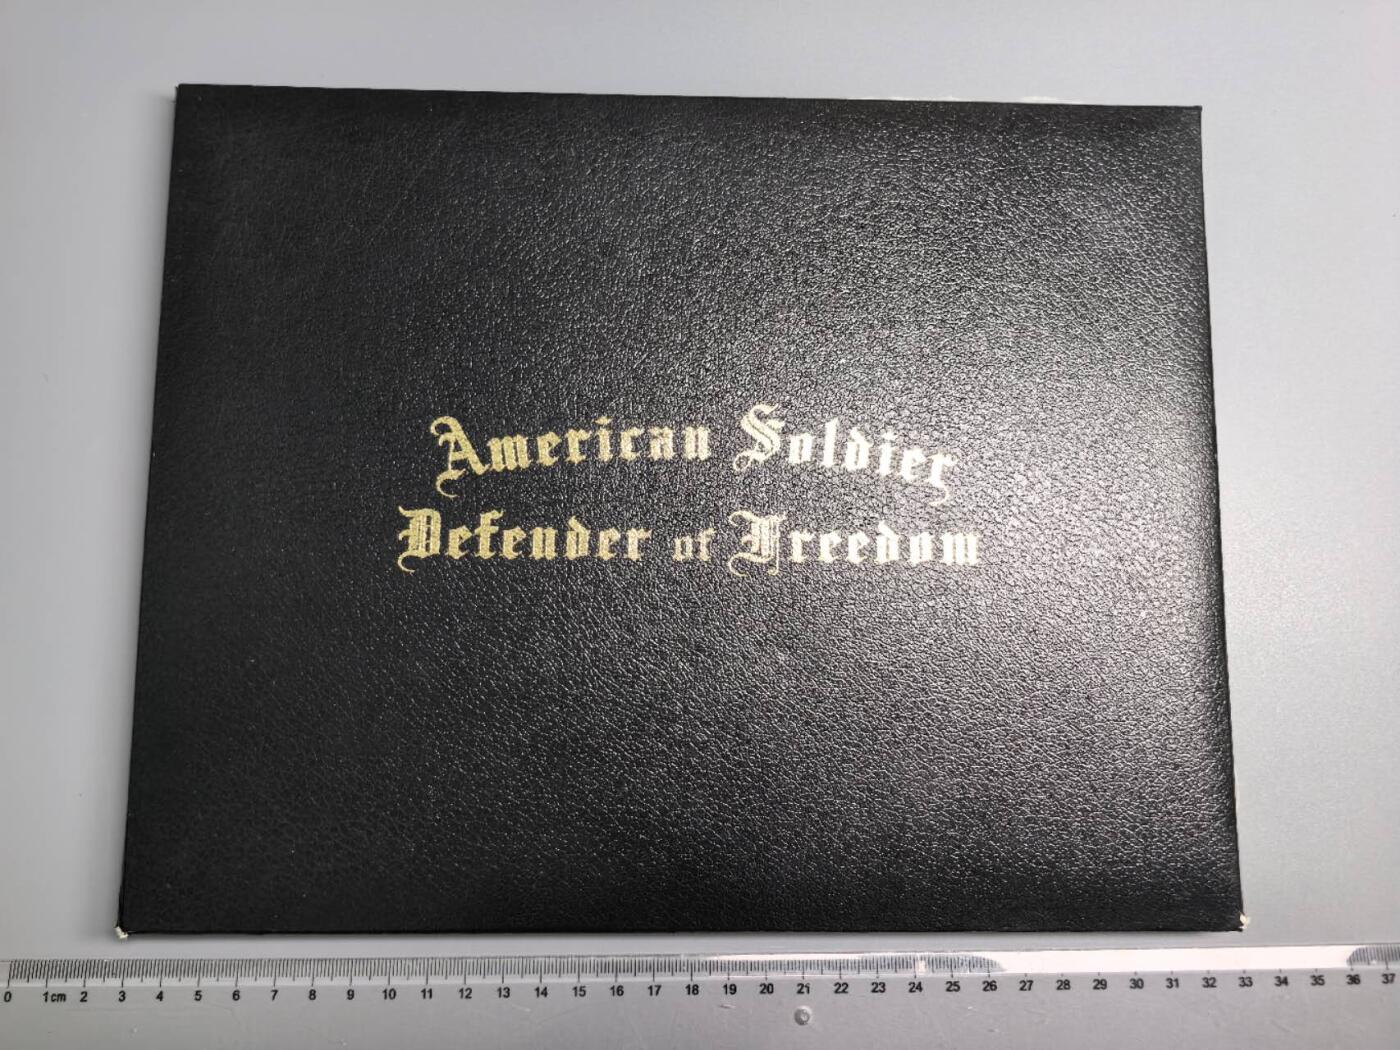 American Soldier
Defender of Freedom
0 1cm 2 3 4 5 6 7 8 9 10 11 12 13 14 15 16 17 18 19 20 21 22 23 24 25 26 27 28 29 30 31 32 33 34 35 36 37